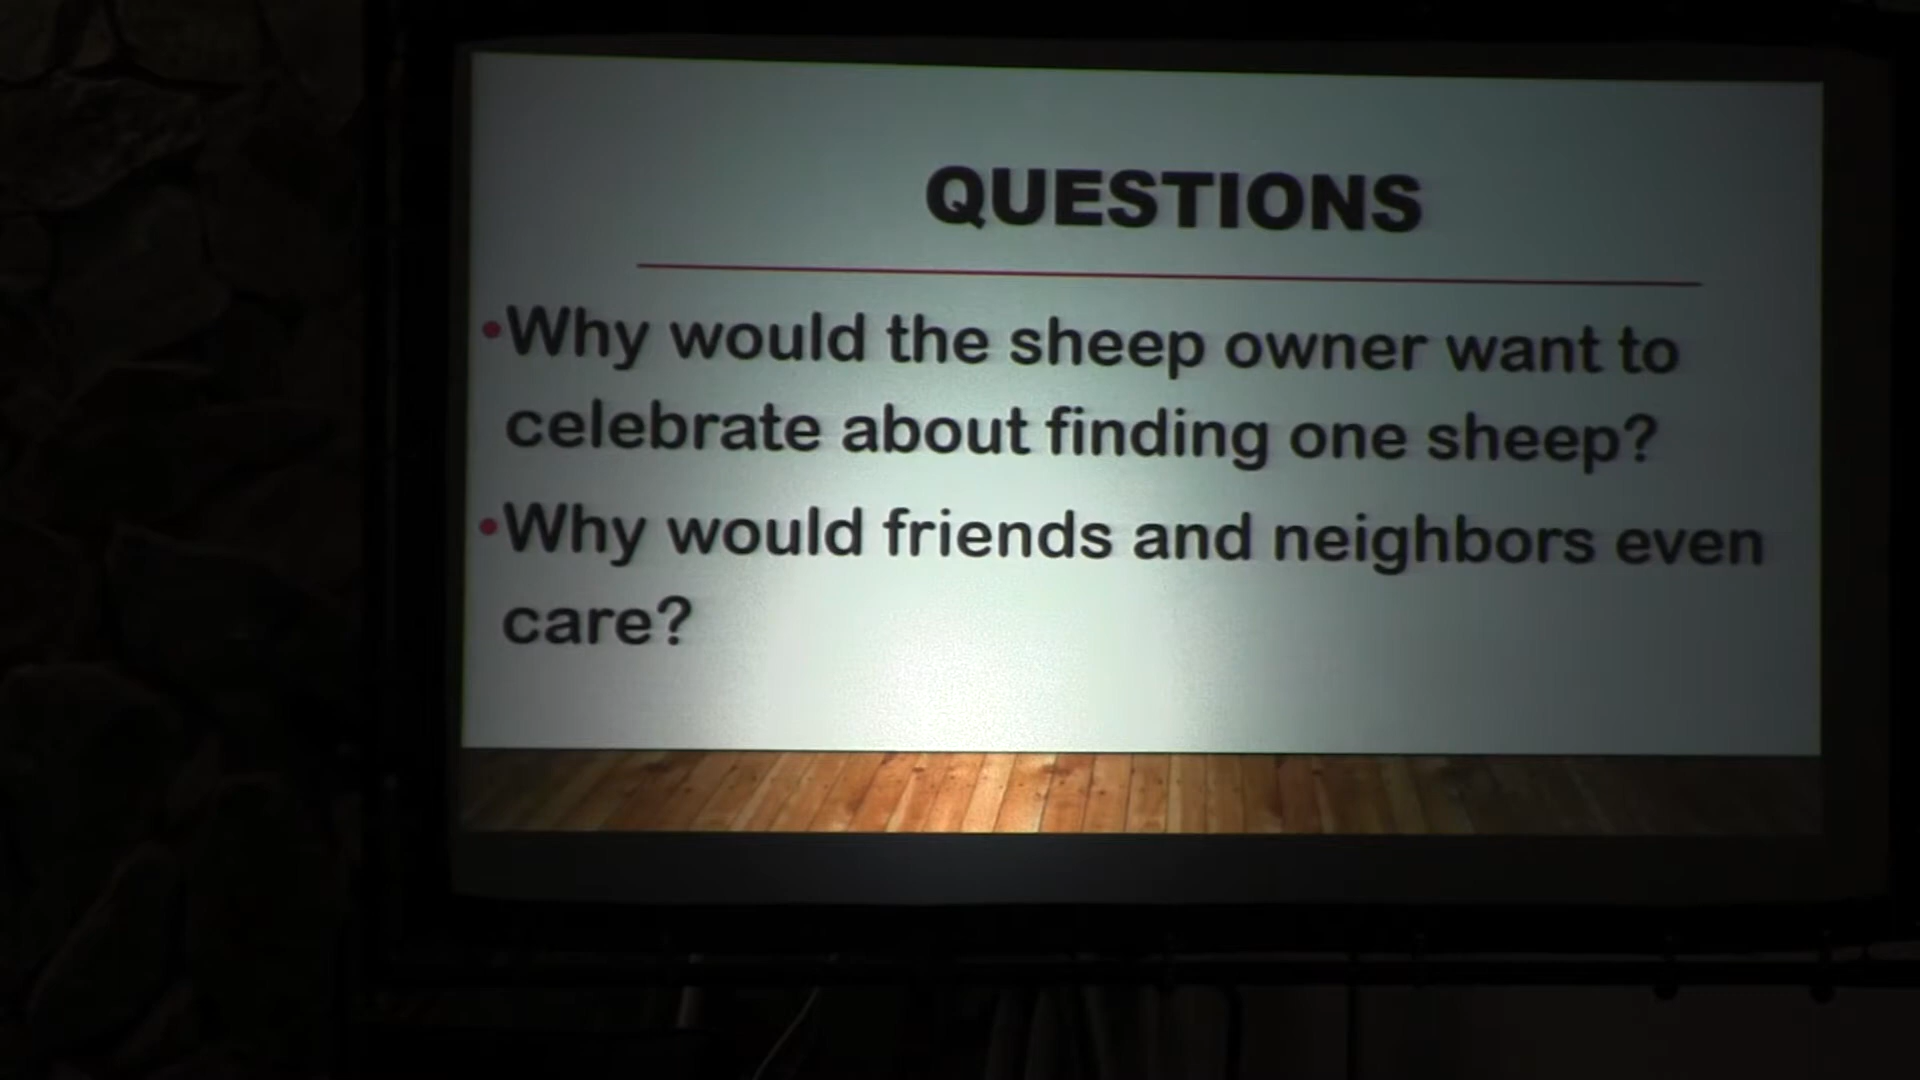 QUESTIONS
•Why would the sheep owner want to
celebrate about finding one sheep?
•Why would friends and neighbors even
care?